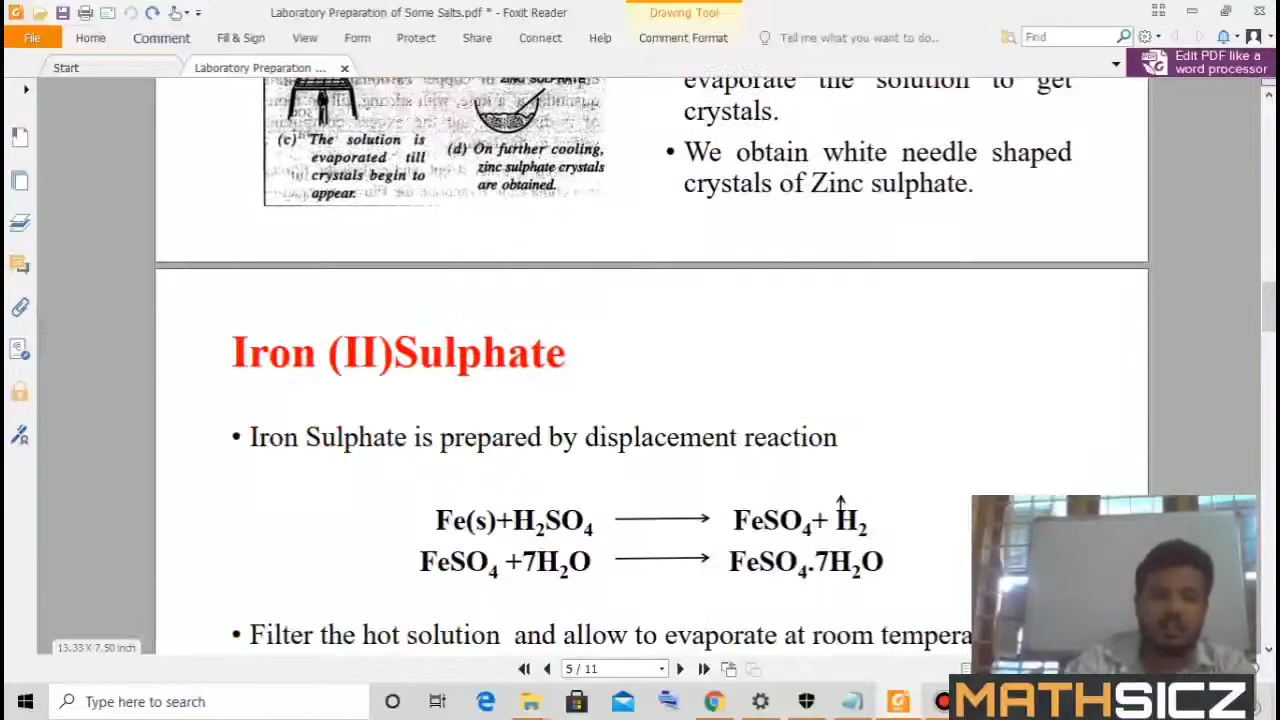 Laboratory Preparation of Some Salts.pdf * - Foxit Reader
Drawing Tool
File Home Comment Fill & Sign View Form Protect Share Connect Help Comment Format Tell me what you want to do... Find
Start Laboratory Preparation ...
Edit PDF like a
word processor
ZINC SULPHATE
(c) The solution is
evaporated till
crystals begin to
appear.
(d) On further cooling,
zinc sulphate crystals
are obtained.
evaporate the solution to get
crystals.
• We obtain white needle shaped
crystals of Zinc sulphate.
Iron (II)Sulphate
• Iron Sulphate is prepared by displacement reaction
Fe(s)+H₂SO₄ ⟶ FeSO₄+ H₂ ↑
FeSO₄ +7H₂O ⟶ FeSO₄.7H₂O
• Filter the hot solution and allow to evaporate at room tempera
13.33 X 7.50 inch
5 / 11
Type here to search
MATHSICZ